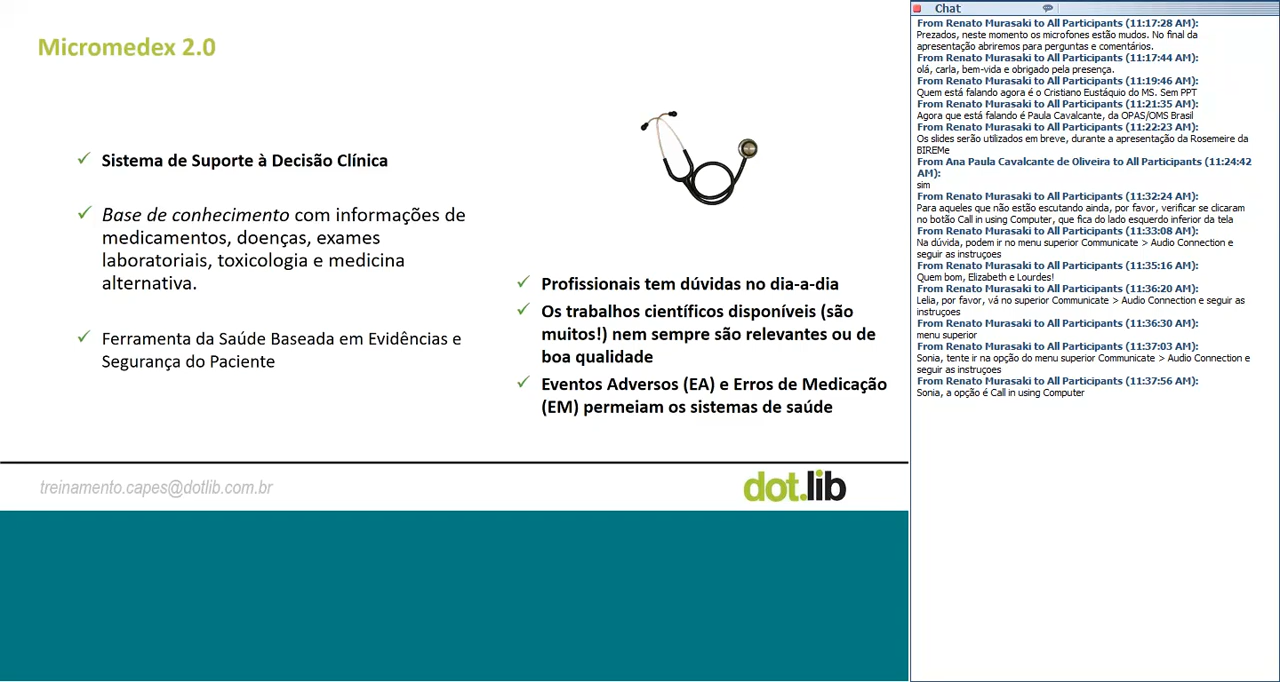 Micromedex 2.0
Sistema de Suporte à Decisão Clínica
Base de conhecimento com informações de
medicamentos, doenças, exames
laboratoriais, toxicologia e medicina
alternativa.
Ferramenta da Saúde Baseada em Evidências e
Segurança do Paciente
Profissionais tem dúvidas no dia-a-dia
Os trabalhos científicos disponíveis (são
muitos!) nem sempre são relevantes ou de
boa qualidade
Eventos Adversos (EA) e Erros de Medicação
(EM) permeiam os sistemas de saúde
treinamento.capes@dotlib.com.br
dot.lib
Chat
From Renato Murasaki to All Participants (11:17:28 AM):
Prezados, neste momento os microfones estão mudos. No final da
apresentação abriremos para perguntas e comentários.
From Renato Murasaki to All Participants (11:17:44 AM):
olá, carla, bem-vida e obrigado pela presença.
From Renato Murasaki to All Participants (11:19:46 AM):
Quem está falando agora é o Cristiano Eustáquio do MS. Sem PPT
From Renato Murasaki to All Participants (11:21:35 AM):
Agora que está falando é Paula Cavalcante, da OPAS/OMS Brasil
From Renato Murasaki to All Participants (11:22:23 AM):
Os slides serão utilizados em breve, durante a apresentação da Rosemeire da
BIREMe
From Ana Paula Cavalcante de Oliveira to All Participants (11:24:42
AM):
sim
From Renato Murasaki to All Participants (11:32:24 AM):
Para aqueles que não estão escutando ainda, por favor, verificar se clicaram
no botão Call in using Computer, que fica do lado esquerdo inferior da tela
From Renato Murasaki to All Participants (11:33:08 AM):
Na dúvida, podem ir no menu superior Communicate > Audio Connection e
seguir as instruçoes
From Renato Murasaki to All Participants (11:35:16 AM):
Quem bom, Elizabeth e Lourdes!
From Renato Murasaki to All Participants (11:36:20 AM):
Lelia, por favor, vá no superior Communicate > Audio Connection e seguir as
instruçoes
From Renato Murasaki to All Participants (11:36:30 AM):
menu superior
From Renato Murasaki to All Participants (11:37:03 AM):
Sonia, tente ir na opção do menu superior Communicate > Audio Connection e
seguir as instruçoes
From Renato Murasaki to All Participants (11:37:56 AM):
Sonia, a opção é Call in using Computer